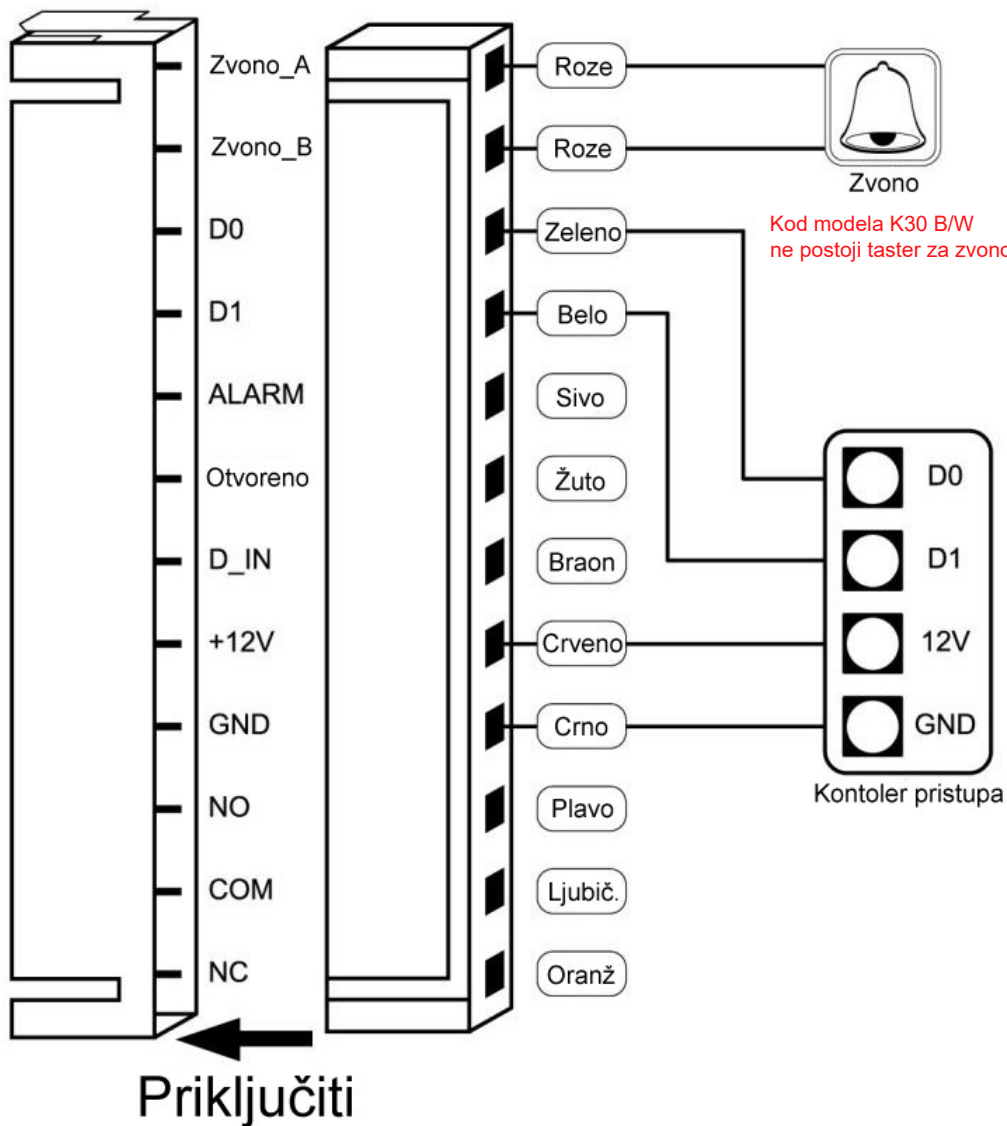 Zvono_A
Zvono_B
D0
D1
ALARM
Otvoreno
D_IN
+12V
GND
NO
COM
NC
Roze
Roze
Zeleno
Belo
Sivo
Žuto
Braon
Crveno
Crno
Plavo
Ljubič.
Oranž
Zvono
Kod modela K30 B/W
ne postoji taster za zvono
D0
D1
12V
GND
Kontoler pristupa
Priključiti